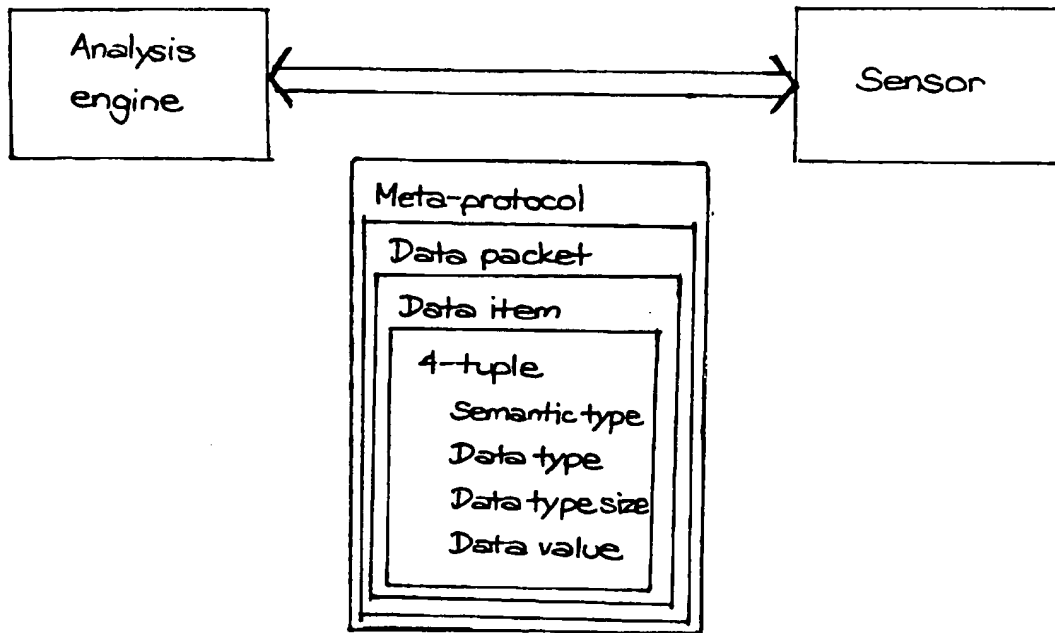 Analysis
engine
Sensor
Meta-protocol
Data packet
Data item
4-tuple
Semantic type
Data type
Data type size
Data value